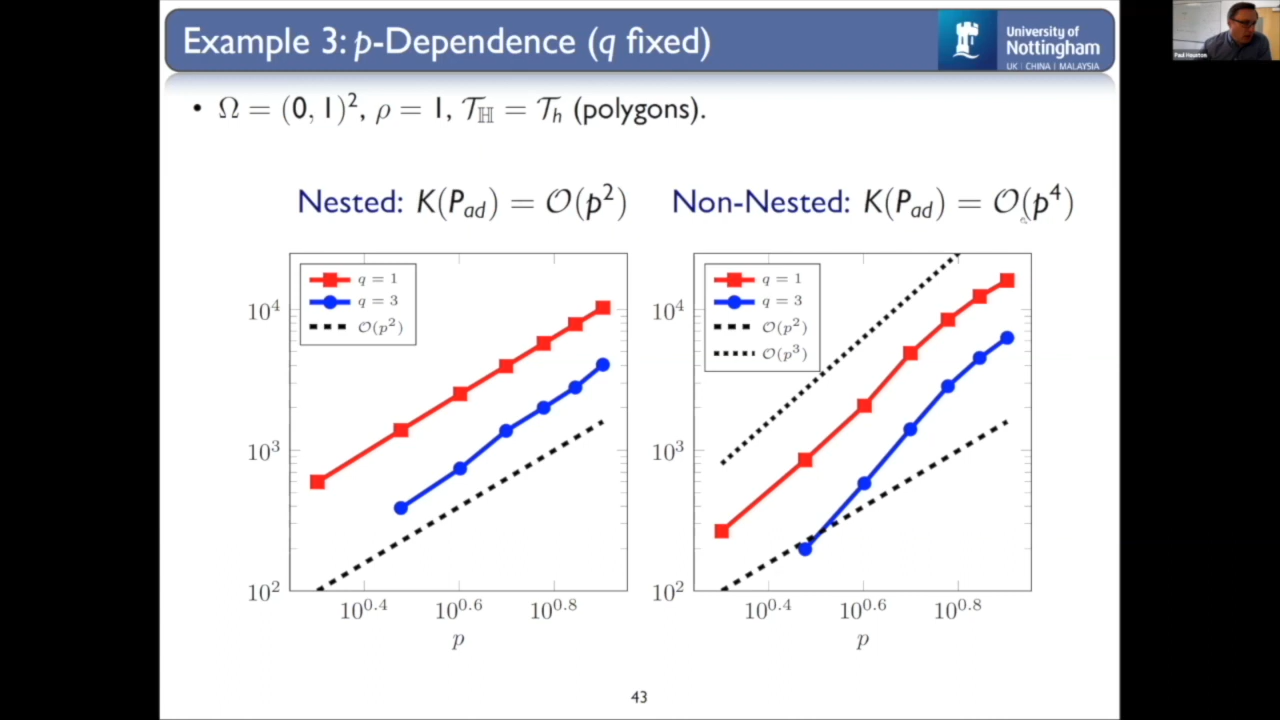 Example 3: p-Dependence (q fixed)
University of
Nottingham
UK | CHINA | MALAYSIA
Paul Houston
• Ω = (0, 1)², ρ = 1, 𝒯_ℍ = 𝒯_h (polygons).
Nested: K(P_ad) = 𝒪(p²)
Non-Nested: K(P_ad) = 𝒪(p⁴)
q = 1
q = 3
𝒪(p²)
10⁴
10³
10²
10^0.4
10^0.6
10^0.8
p
q = 1
q = 3
𝒪(p²)
𝒪(p³)
10⁴
10³
10²
10^0.4
10^0.6
10^0.8
p
43